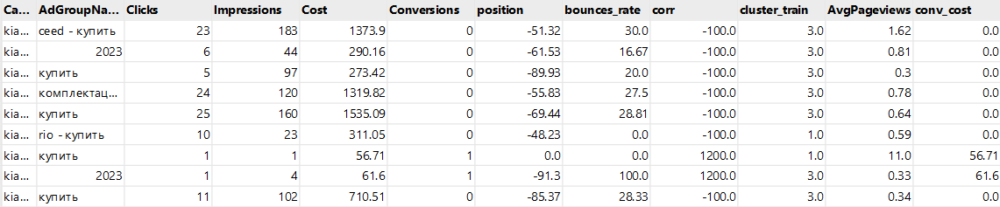 Ca... AdGroupNa... Clicks Impressions Cost Conversions position bounces_rate corr cluster_train AvgPageviews conv_cost
kia... ceed - купить 23 183 1373.9 0 -51.32 30.0 -100.0 3.0 1.62 0.0
kia... 2023 6 44 290.16 0 -61.53 16.67 -100.0 3.0 0.81 0.0
kia... купить 5 97 273.42 0 -89.93 20.0 -100.0 3.0 0.3 0.0
kia... комплектац... 24 120 1319.82 0 -55.83 27.5 -100.0 3.0 0.78 0.0
kia... купить 25 160 1535.09 0 -69.44 28.81 -100.0 3.0 0.64 0.0
kia... rio - купить 10 23 311.05 0 -48.23 0.0 -100.0 1.0 0.59 0.0
kia... купить 1 1 56.71 1 0.0 0.0 1200.0 1.0 11.0 56.71
kia... 2023 1 4 61.6 1 -91.3 100.0 1200.0 3.0 0.33 61.6
kia... купить 11 102 710.51 0 -85.37 28.33 -100.0 3.0 0.34 0.0